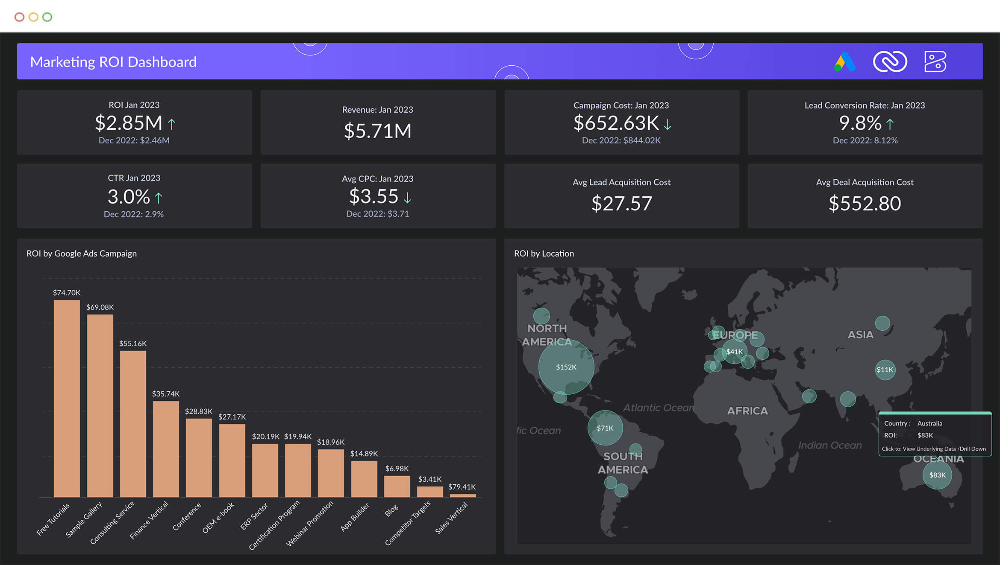 Marketing ROI Dashboard
ROI Jan 2023
$2.85M ↑
Dec 2022: $2.46M
Revenue: Jan 2023
$5.71M
Campaign Cost: Jan 2023
$652.63K ↓
Dec 2022: $844.02K
Lead Conversion Rate: Jan 2023
9.8% ↑
Dec 2022: 8.12%
CTR Jan 2023
3.0% ↑
Dec 2022: 2.9%
Avg CPC: Jan 2023
$3.55 ↓
Dec 2022: $3.71
Avg Lead Acquisition Cost
$27.57
Avg Deal Acquisition Cost
$552.80
ROI by Google Ads Campaign
$74.70K
$69.08K
$55.16K
$35.74K
$28.83K
$27.17K
$20.19K
$19.94K
$18.96K
$14.89K
$6.98K
$3.41K
$79.41K
Free Tutorials
Sample Gallery
Consulting Service
Finance Vertical
Conference
OEM e-book
ERP Sector
Certification Program
Webinar Promotion
App Builder
Blog
Competitor Targets
Sales Vertical
ROI by Location
NORTH
AMERICA
EUROPE
ASIA
$41K
$152K
$11K
Atlantic Ocean
AFRICA
$71K
fic Ocean
Indian Ocean
SOUTH
AMERICA
Country : Australia
ROI: $83K
Click to: View Underlying Data /Drill Down
OCEANIA
$83K